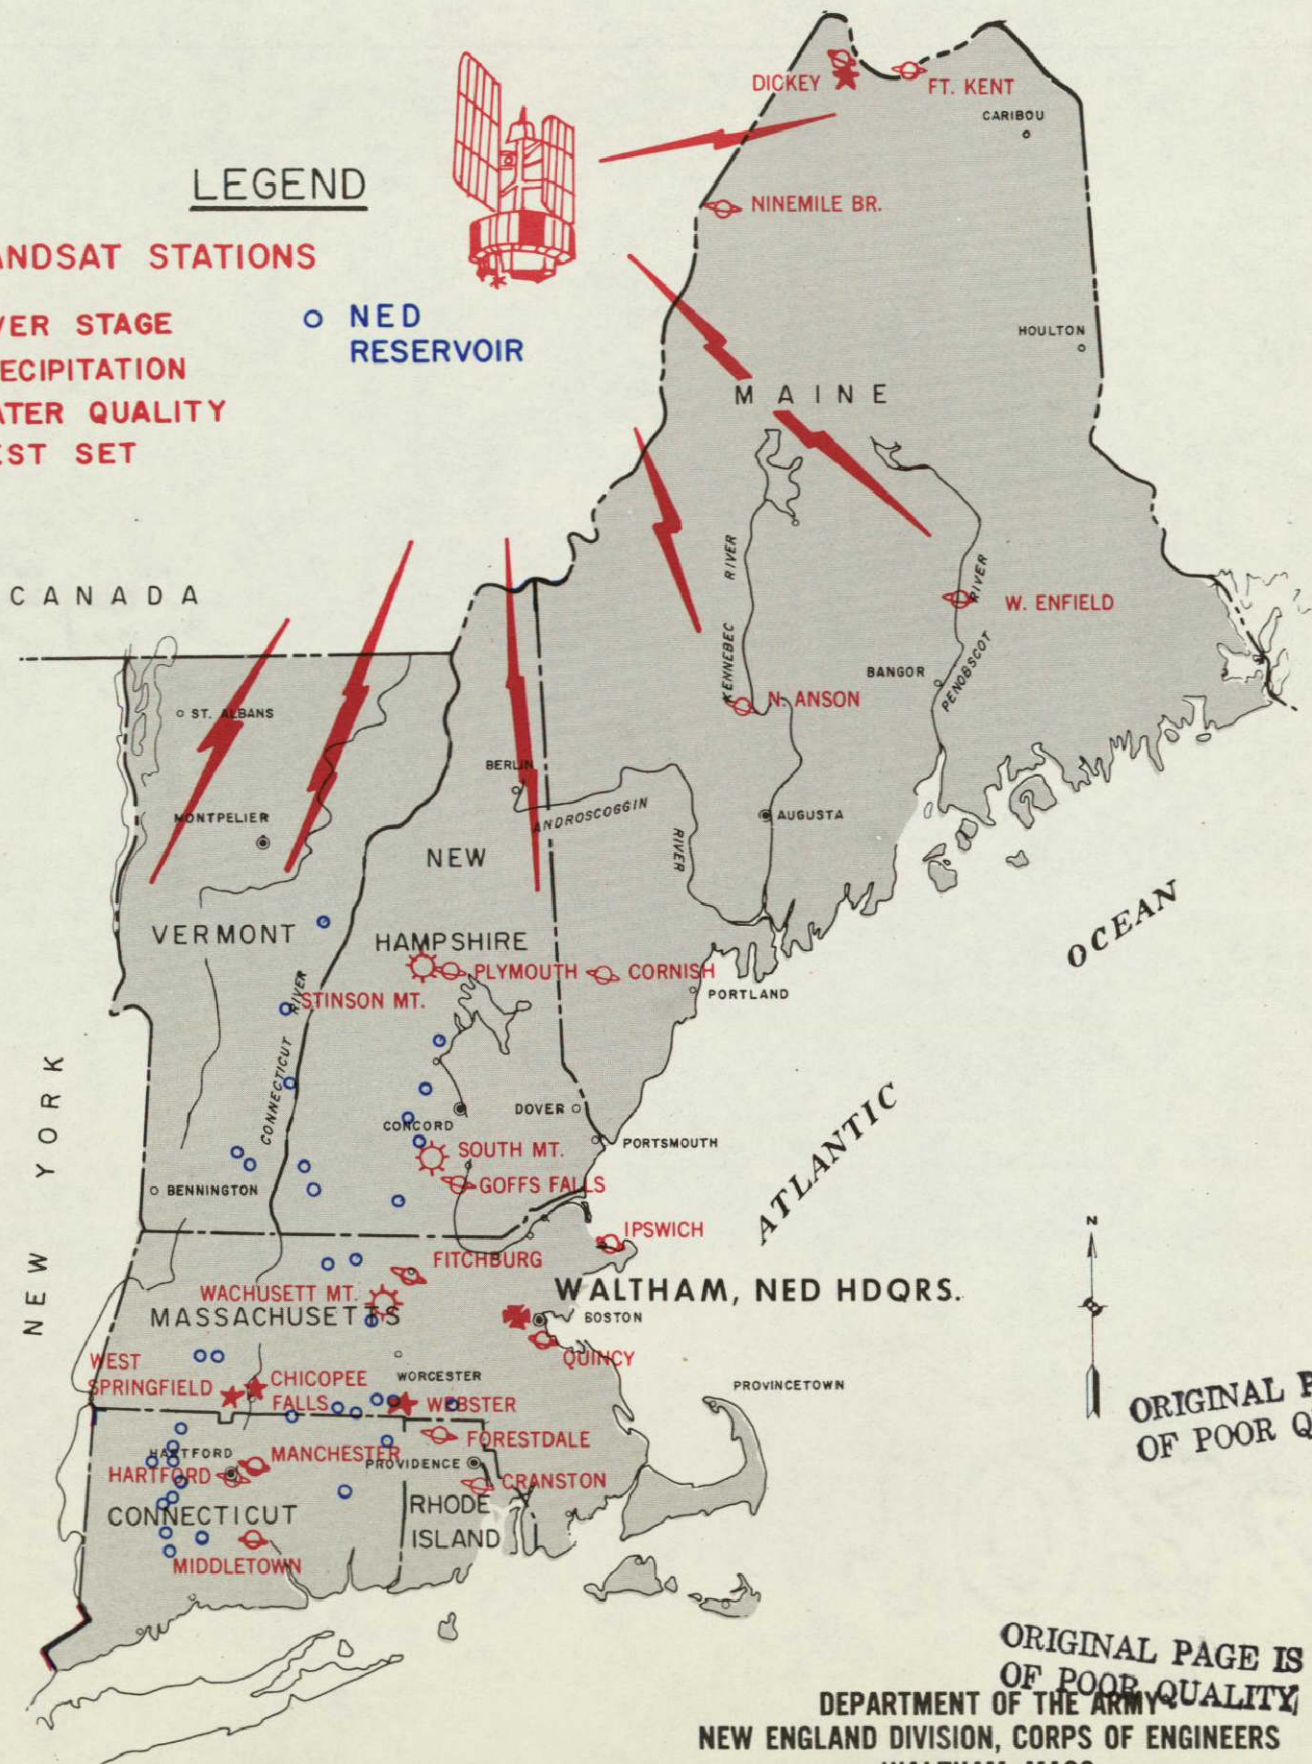 LEGEND
ANDSAT STATIONS
VER STAGE
ECIPITATION
ATER QUALITY
EST SET
NED
RESERVOIR
DICKEY
FT. KENT
CARIBOU
NINEMILE BR.
HOULTON
MAINE
CANADA
KENNEBEC RIVER
RIVER
PENOBSCOT
W. ENFIELD
BANGOR
N. ANSON
ST. ALBANS
BERLIN
MONTPELIER
ANDROSCOGGIN
RIVER
AUGUSTA
NEW
HAMPSHIRE
VERMONT
OCEAN
PLYMOUTH
CORNISH
PORTLAND
STINSON MT.
CONNECTICUT RIVER
NEW YORK
CONCORD
DOVER
PORTSMOUTH
ATLANTIC
SOUTH MT.
GOFFS FALLS
BENNINGTON
IPSWICH
FITCHBURG
WACHUSETT MT.
WALTHAM, NED HDQRS.
MASSACHUSETTS
BOSTON
QUINCY
WEST
SPRINGFIELD
CHICOPEE
FALLS
WORCESTER
WEBSTER
PROVINCETOWN
N
ORIGINAL P
OF POOR Q
FORESTDALE
HARTFORD
MANCHESTER
PROVIDENCE
HARTFORD
CRANSTON
CONNECTICUT
RHODE
ISLAND
MIDDLETOWN
ORIGINAL PAGE IS
OF POOR QUALITY
DEPARTMENT OF THE ARMY
NEW ENGLAND DIVISION, CORPS OF ENGINEERS
WALTHAM, MASS.